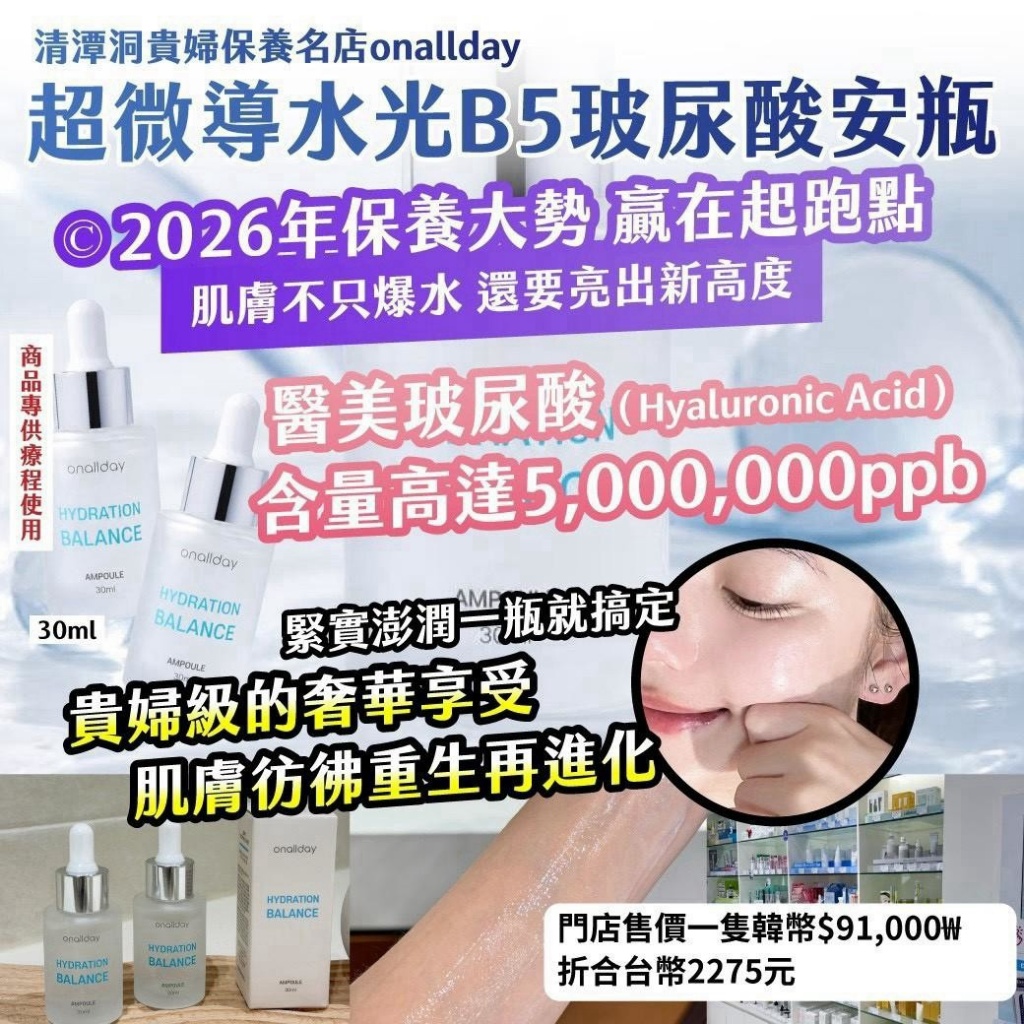 清潭洞貴婦保養名店onallday
超微導水光B5玻尿酸安瓶
©2026年保養大勢 贏在起跑點
肌膚不只爆水 還要亮出新高度
商品專供療程使用
醫美玻尿酸（Hyaluronic Acid）
含量高達5,000,000ppb
onallday
HYDRATION
BALANCE
AMPOULE
30ml
onallday
HYDRATION
BALANCE
AMPOULE
30ml
緊實澎潤一瓶就搞定
貴婦級的奢華享受
肌膚彷彿重生再進化
onallday
HYDRATION
BALANCE
AMPOULE
onallday
HYDRATION
BALANCE
AMPOULE
onallday
HYDRATION
BALANCE
AMPOULE
門店售價一隻韓幣$91,000₩
折合台幣2275元